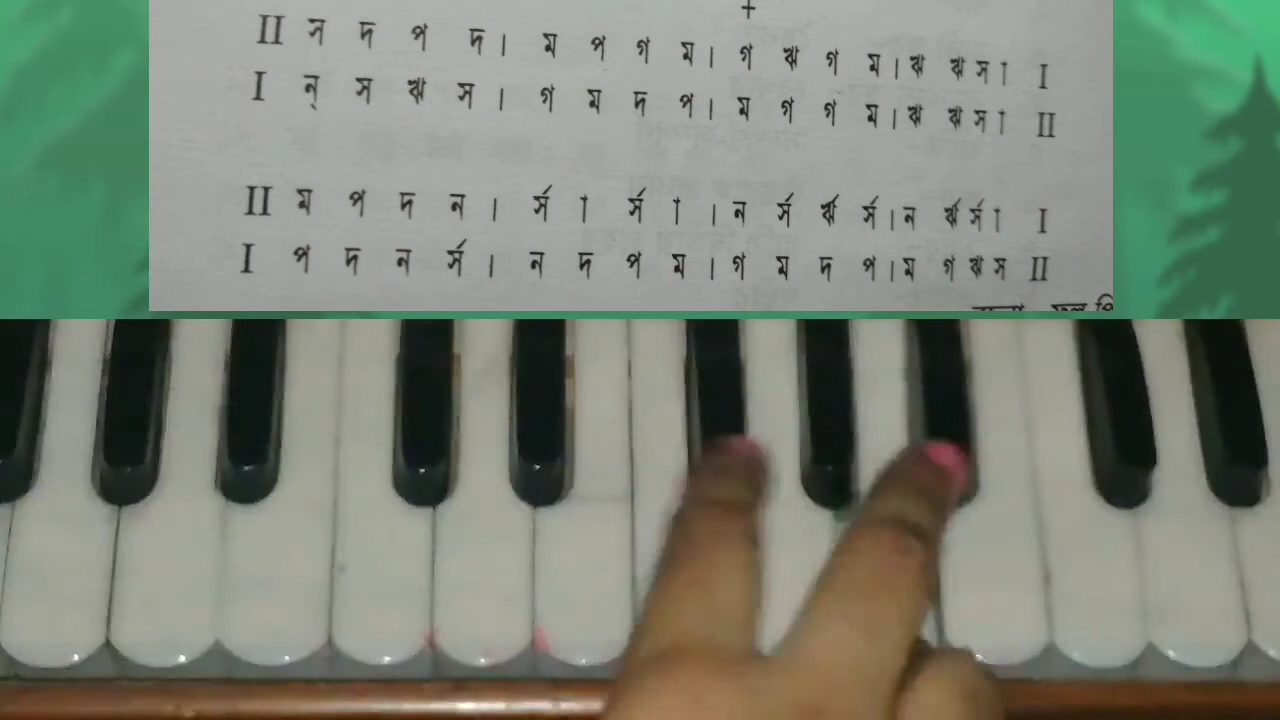 +
II স দ প দ । ম প গ ম । গ ঋ গ ম । ঋ ঋ স া I
I ন্ স ঋ স । গ ম দ প । ম গ গ ম । ঋ ঋ স া II
II ম প দ ন । র্স া র্স া । ন র্স র্ঋ র্স । ন র্ঋ র্স া I
I প দ ন র্স । ন দ প ম । গ ম দ প । ম গ ঋ স II